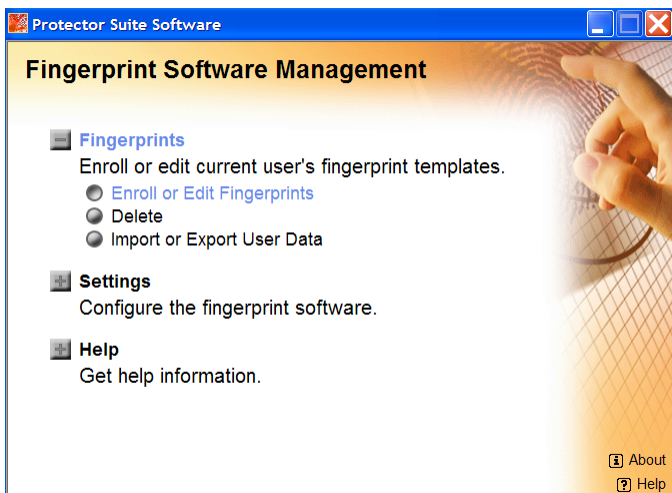 Protector Suite Software
Fingerprint Software Management
Fingerprints
Enroll or edit current user's fingerprint templates.
Enroll or Edit Fingerprints
Delete
Import or Export User Data
Settings
Configure the fingerprint software.
Help
Get help information.
About
Help